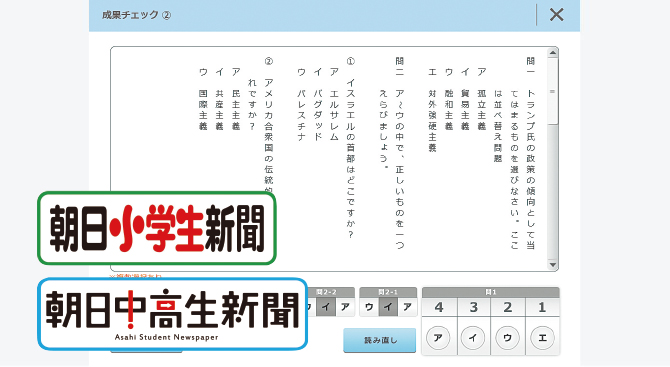 成果チェック ②
問一　トランプ氏の政策の傾向として当
てはまるものを選びなさい。ここ
は並べ替え問題
ア　孤立主義
イ　貿易主義
ウ　融和主義
エ　対外強硬主義
問二　ア~ウの中で、正しいものを一つ
えらびましょう。
①　イスラエルの首都はどこですか?
ア　エルサレム
イ　バグダッド
ウ　パレスチナ
②　アメリカ合衆国の伝統的
れですか?
ア　民主主義
イ　共産主義
ウ　国際主義
朝日小学生新聞
朝日中高生新聞
Asahi Student Newspaper
問2-2
ウ イ ア
問2-1
ウ イ ア
問1
4 3 2 1
ア イ ウ エ
読み直し